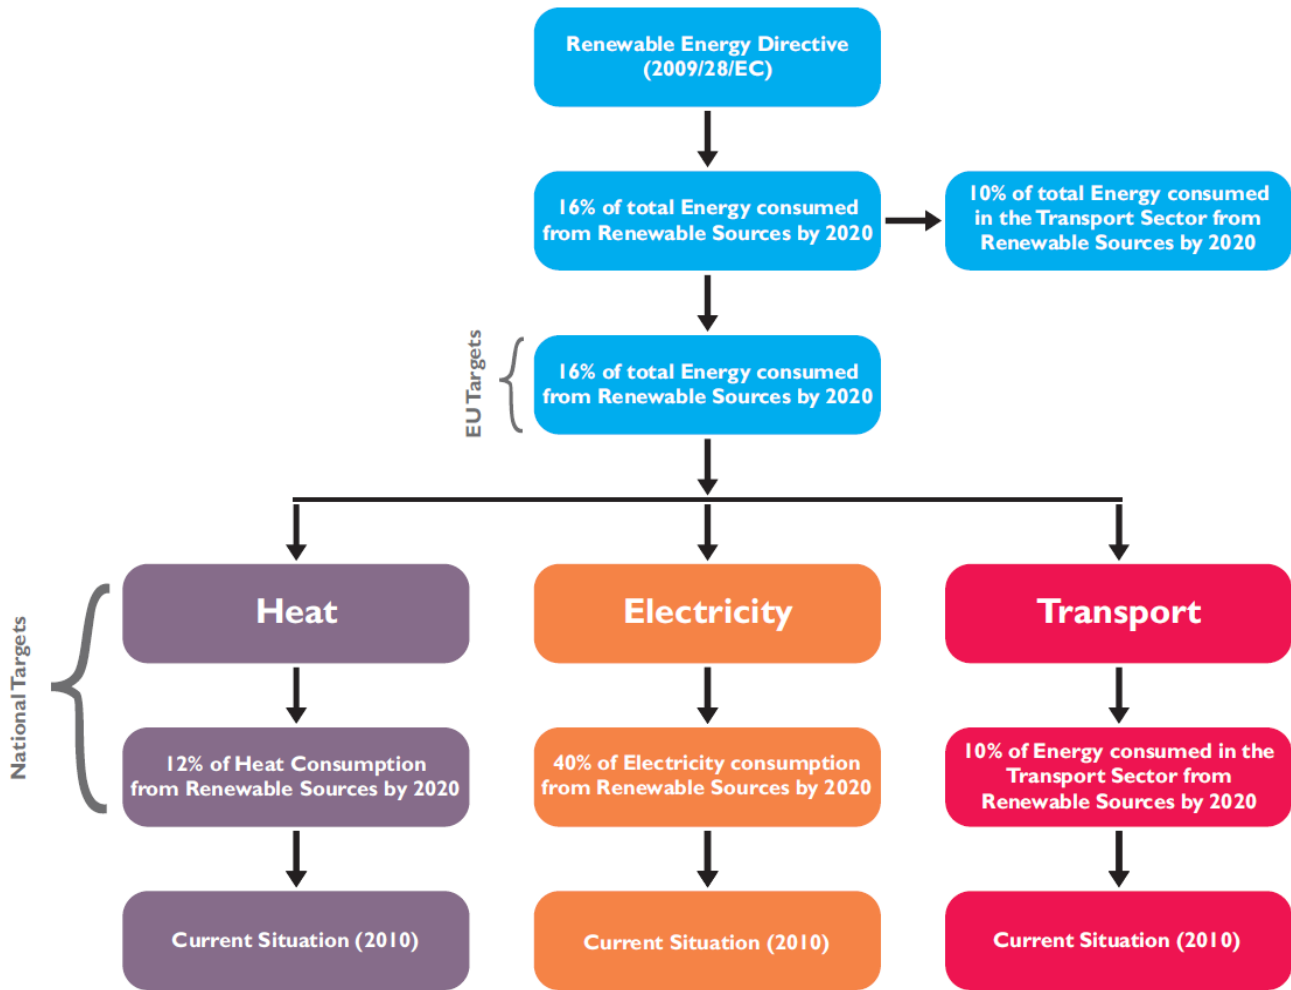 Renewable Energy Directive
(2009/28/EC)
16% of total Energy consumed
from Renewable Sources by 2020
10% of total Energy consumed
in the Transport Sector from
Renewable Sources by 2020
EU Targets
16% of total Energy consumed
from Renewable Sources by 2020
National Targets
Heat
Electricity
Transport
12% of Heat Consumption
from Renewable Sources by 2020
40% of Electricity consumption
from Renewable Sources by 2020
10% of Energy consumed in the
Transport Sector from
Renewable Sources by 2020
Current Situation (2010)
Current Situation (2010)
Current Situation (2010)